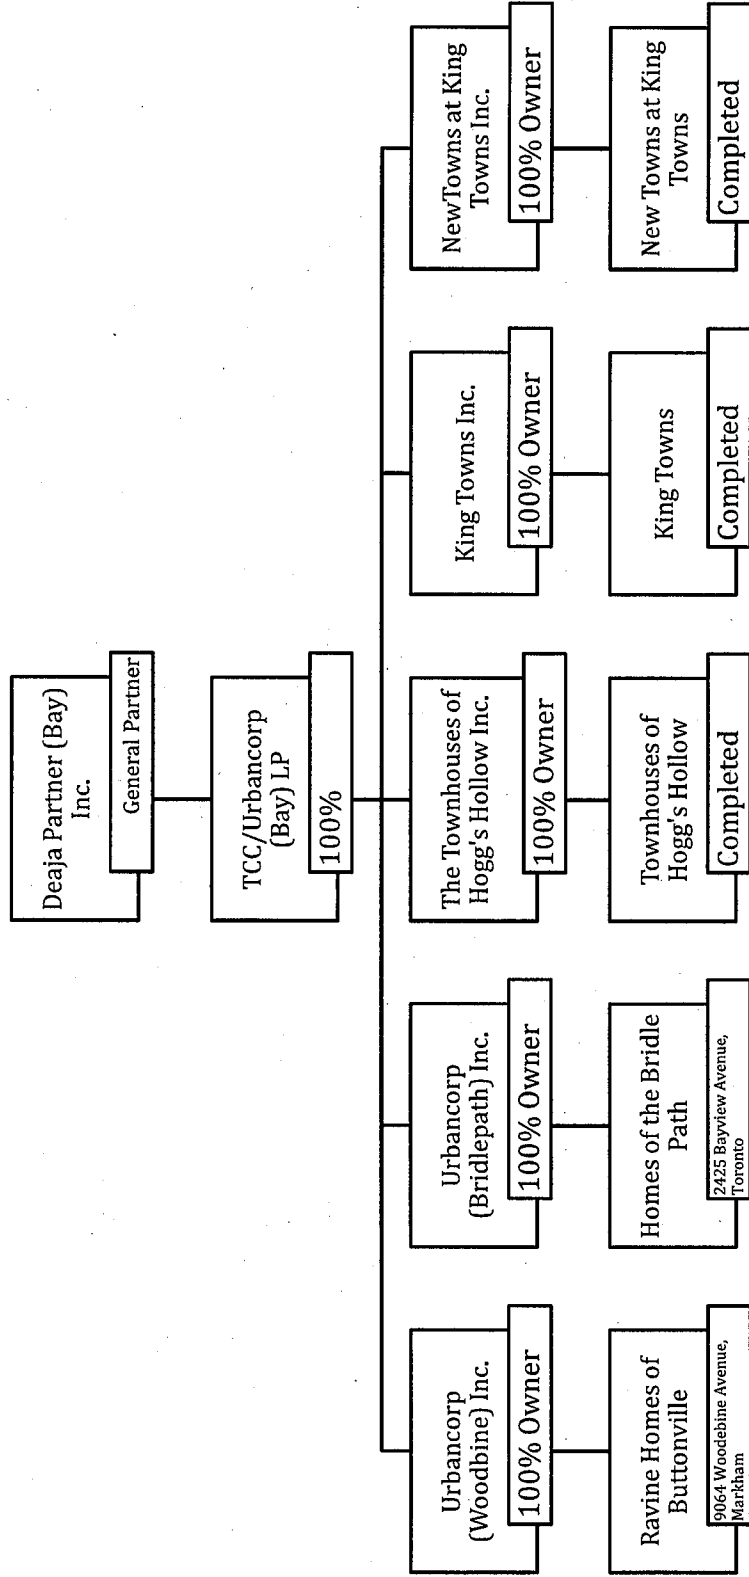 Deaja Partner (Bay)
Inc.
General Partner
TCC/Urbancorp
(Bay) LP
100%
Urbancorp
(Woodbine) Inc.
100% Owner
Urbancorp
(Bridlepath) Inc.
100% Owner
The Townhouses of
Hogg's Hollow Inc.
100% Owner
King Towns Inc.
100% Owner
NewTowns at King
Towns Inc.
100% Owner
Ravine Homes of
Buttonville
9064 Woodebine Avenue,
Markham
Homes of the Bridle
Path
2425 Bayview Avenue,
Toronto
Townhouses of
Hogg's Hollow
Completed
King Towns
Completed
New Towns at King
Towns
Completed